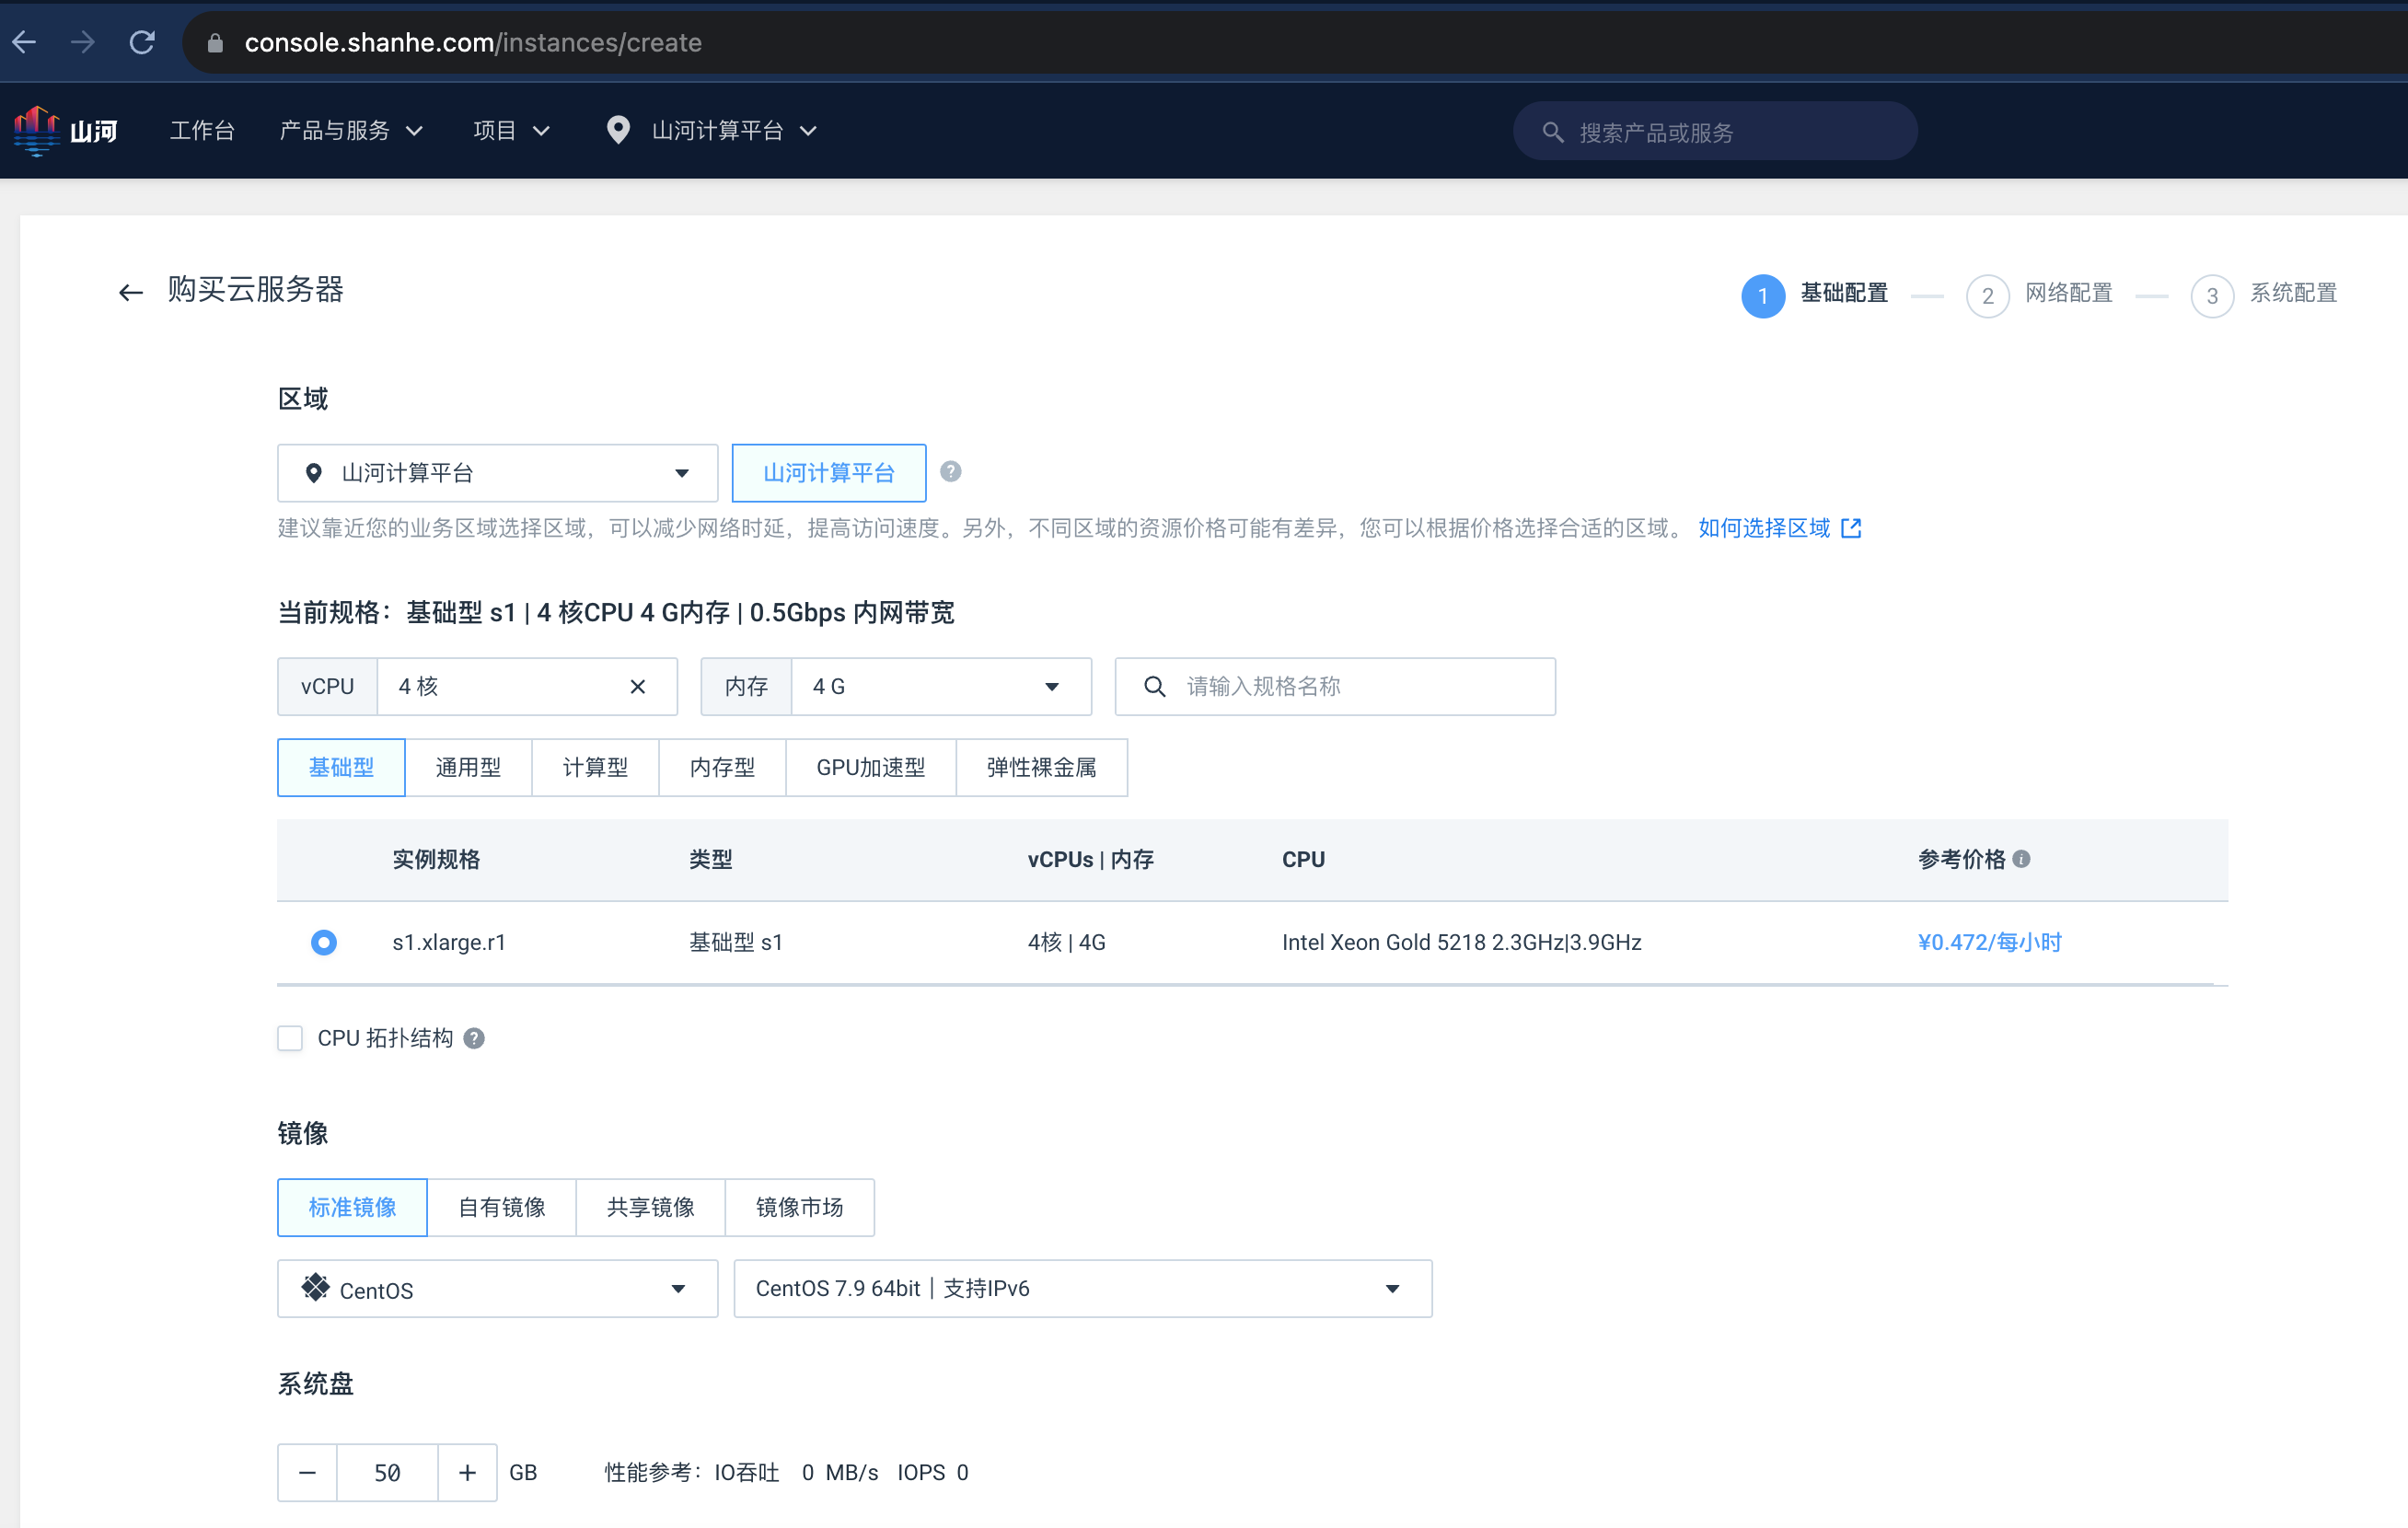 console.shanhe.com/instances/create
山河 工作台 产品与服务 项目 山河计算平台 搜索产品或服务
购买云服务器 1 基础配置 2 网络配置 3 系统配置
区域
山河计算平台 山河计算平台 ?
建议靠近您的业务区域选择区域，可以减少网络时延，提高访问速度。另外，不同区域的资源价格可能有差异，您可以根据价格选择合适的区域。 如何选择区域
当前规格：基础型 s1 | 4 核CPU 4 G内存 | 0.5Gbps 内网带宽
vCPU 4 核 内存 4 G 请输入规格名称
基础型 通用型 计算型 内存型 GPU加速型 弹性裸金属
实例规格 类型 vCPUs | 内存 CPU 参考价格
s1.xlarge.r1 基础型 s1 4核 | 4G Intel Xeon Gold 5218 2.3GHz|3.9GHz ¥0.472/每小时
CPU 拓扑结构 ?
镜像
标准镜像 自有镜像 共享镜像 镜像市场
CentOS CentOS 7.9 64bit | 支持IPv6
系统盘
50 GB 性能参考：IO吞吐 0 MB/s IOPS 0